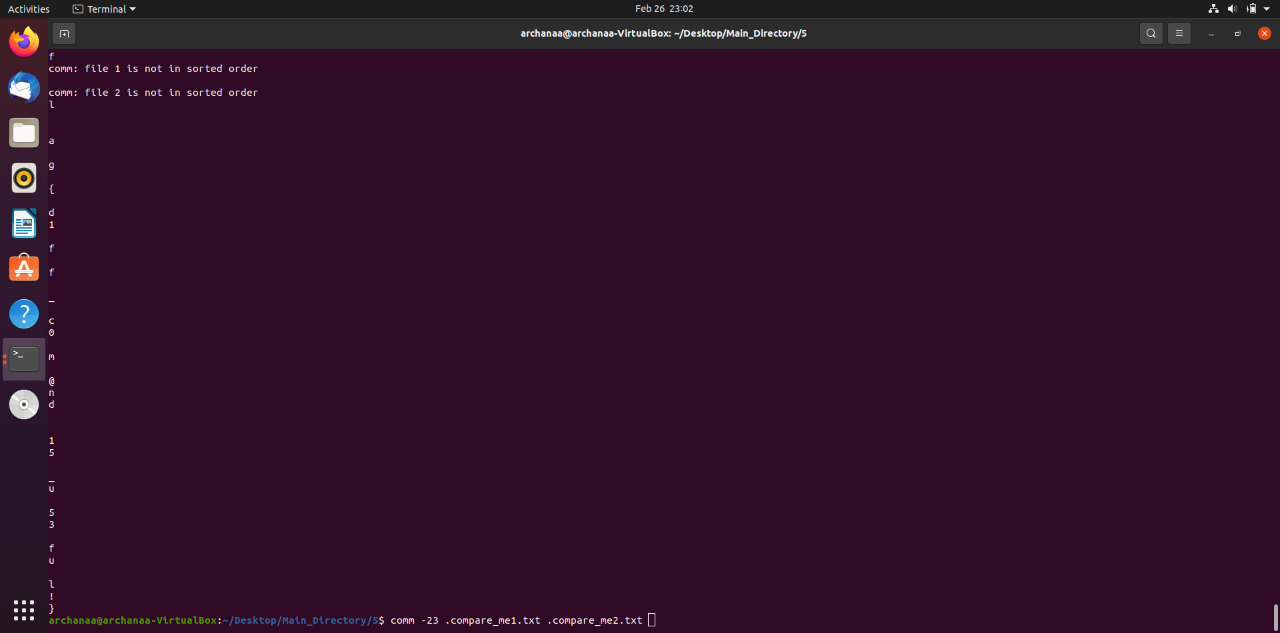 Activities
Terminal
Feb 26 23:02
archanaa@archanaa-VirtualBox: ~/Desktop/Main_Directory/5
f
comm: file 1 is not in sorted order
comm: file 2 is not in sorted order
l
a
g
{
d
1
f
f
_
c
0
m
@
n
d
1
5
_
u
5
3
f
u
l
!
}
archanaa@archanaa-VirtualBox:~/Desktop/Main_Directory/5$ comm -23 .compare_me1.txt .compare_me2.txt